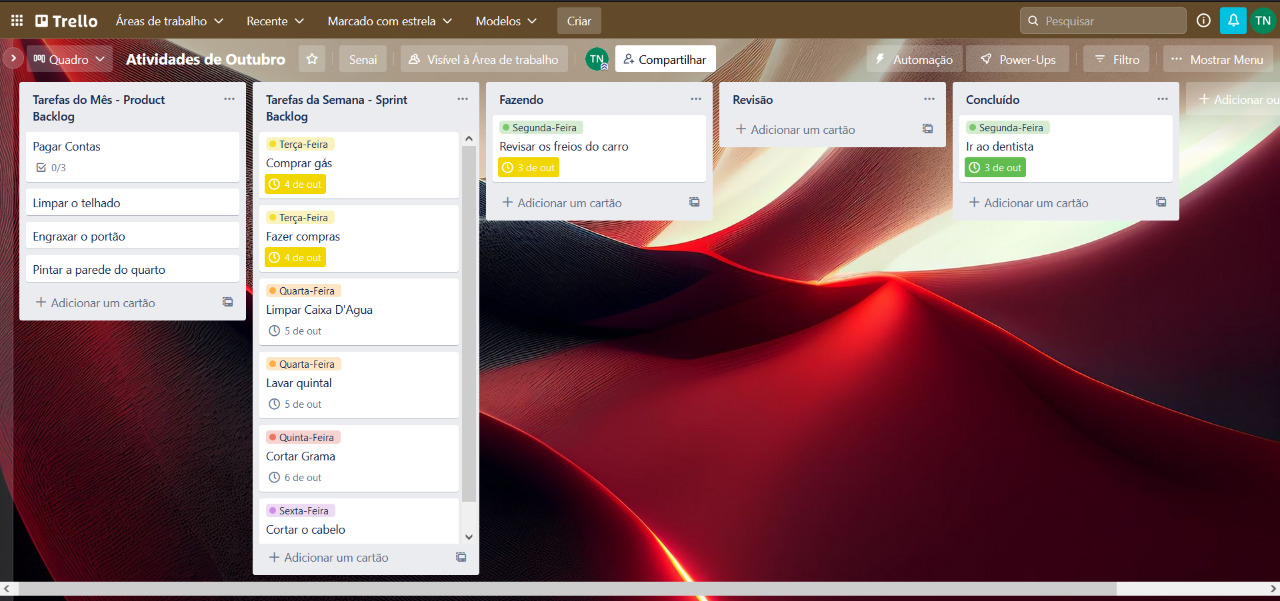 Trello Áreas de trabalho Recente Marcado com estrela Modelos Criar Pesquisar TN
Quadro Atividades de Outubro Senai Visível à Área de trabalho TN Compartilhar Automação Power-Ups Filtro Mostrar Menu
Tarefas do Mês - Product
Backlog
Pagar Contas
0/3
Limpar o telhado
Engraxar o portão
Pintar a parede do quarto
Adicionar um cartão
Tarefas da Semana - Sprint
Backlog
Terça-Feira
Comprar gás
4 de out
Terça-Feira
Fazer compras
4 de out
Quarta-Feira
Limpar Caixa D'Agua
5 de out
Quarta-Feira
Lavar quintal
5 de out
Quinta-Feira
Cortar Grama
6 de out
Sexta-Feira
Cortar o cabelo
Adicionar um cartão
Fazendo
Segunda-Feira
Revisar os freios do carro
3 de out
Adicionar um cartão
Revisão
Adicionar um cartão
Concluído
Segunda-Feira
Ir ao dentista
3 de out
Adicionar um cartão
Adicionar ou